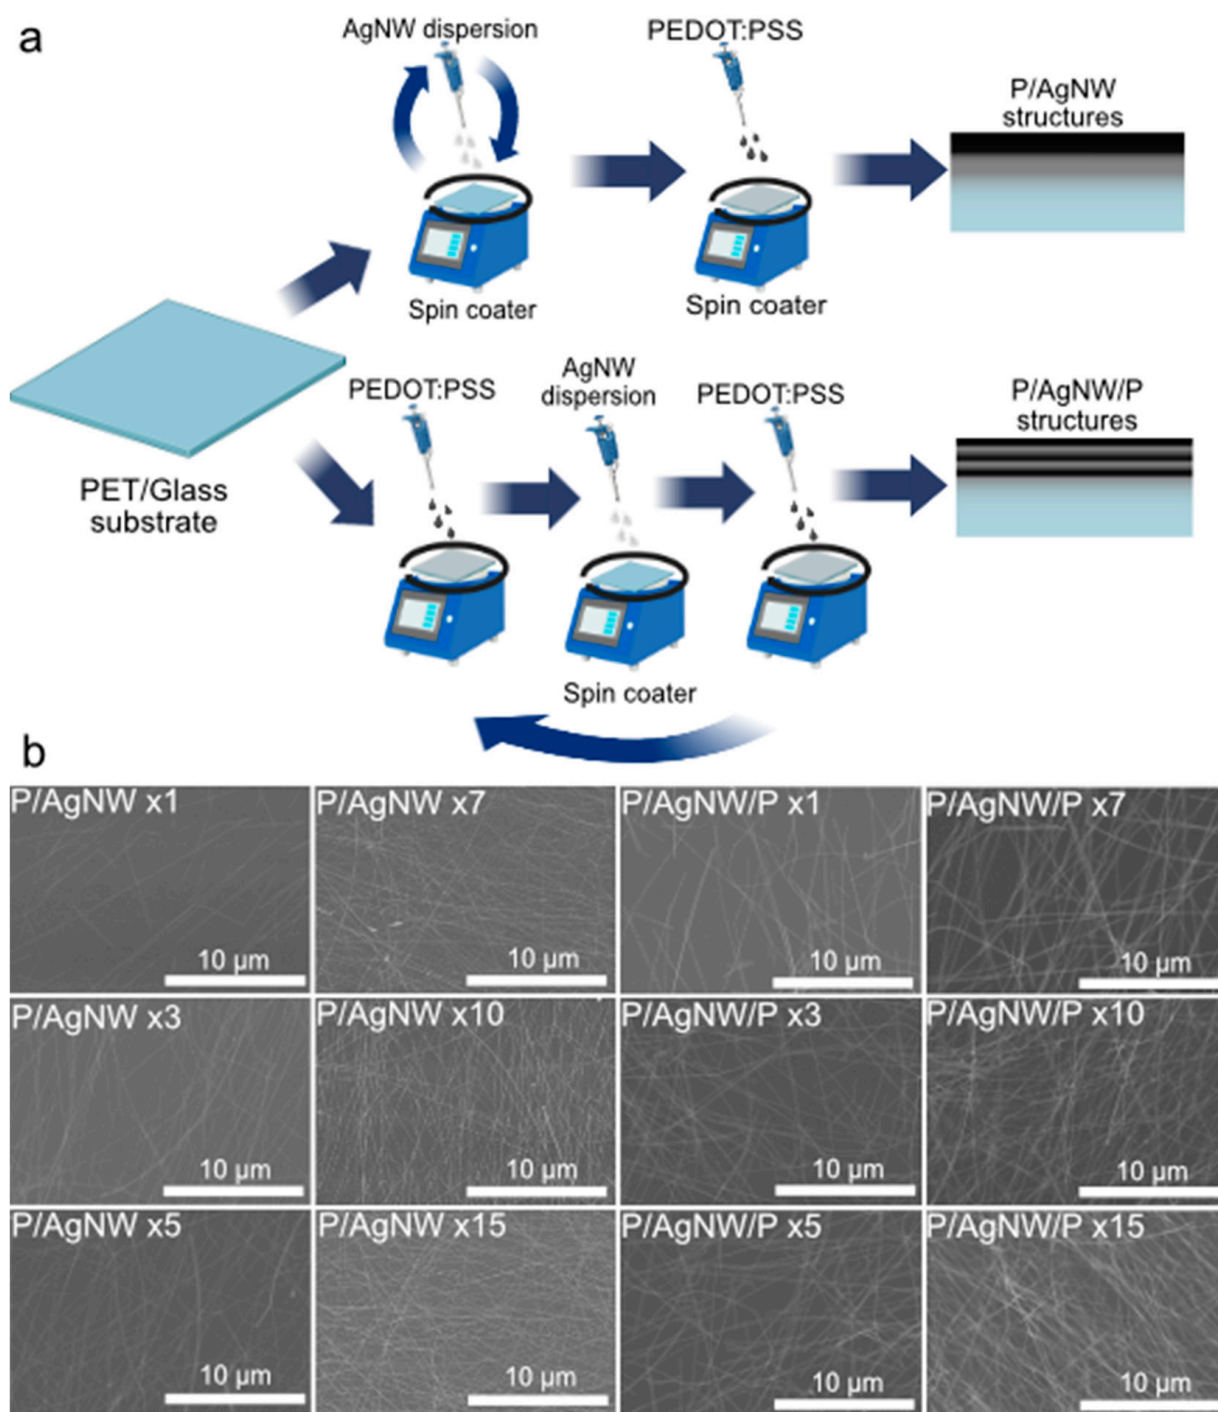 a
AgNW dispersion
PEDOT:PSS
P/AgNW
structures
Spin coater
Spin coater
PET/Glass
substrate
PEDOT:PSS
AgNW
dispersion
PEDOT:PSS
P/AgNW/P
structures
Spin coater
b
P/AgNW x1
10 µm
P/AgNW x7
10 µm
P/AgNW/P x1
10 µm
P/AgNW/P x7
10 µm
P/AgNW x3
10 µm
P/AgNW x10
10 µm
P/AgNW/P x3
10 µm
P/AgNW/P x10
10 µm
P/AgNW x5
10 µm
P/AgNW x15
10 µm
P/AgNW/P x5
10 µm
P/AgNW/P x15
10 µm